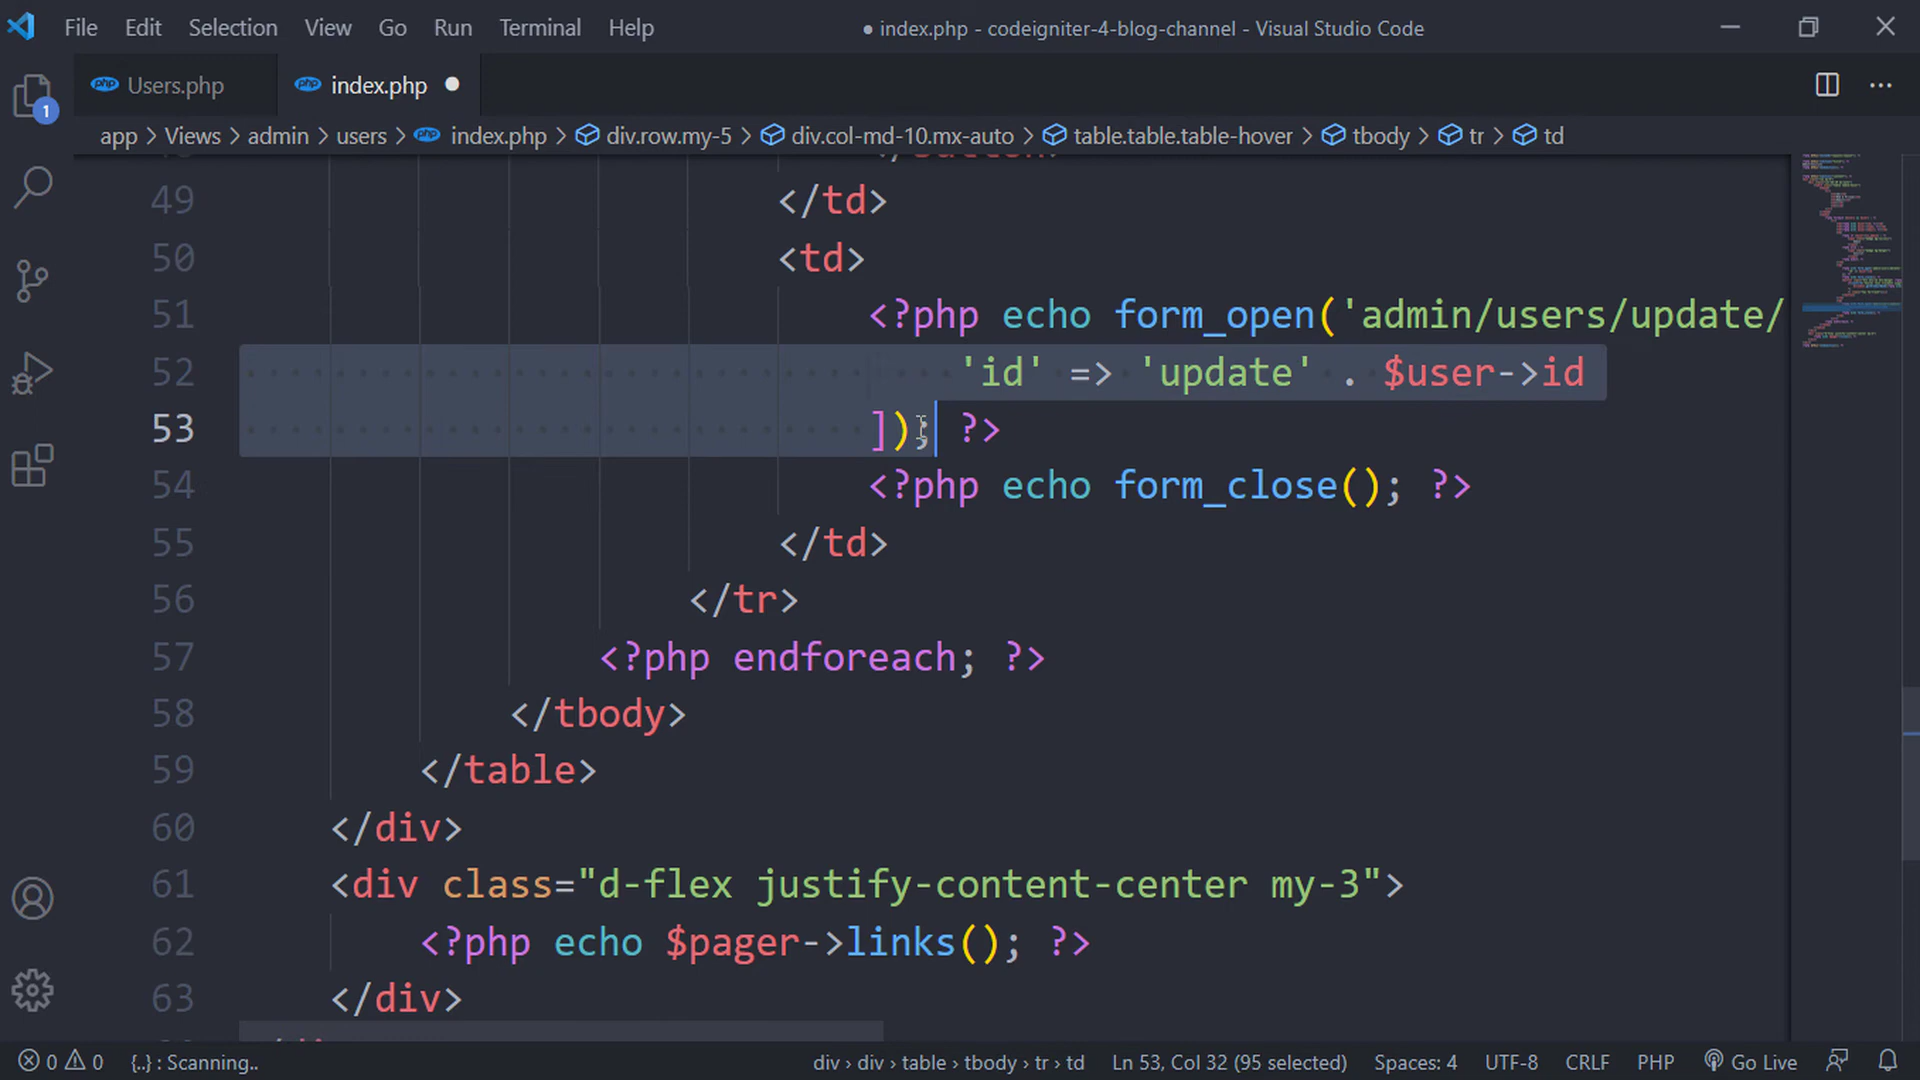 File Edit Selection View Go Run Terminal Help ● index.php - codeigniter-4-blog-channel - Visual Studio Code
php Users.php php index.php ●
1
app > Views > admin > users > php index.php > div.row.my-5 > div.col-md-10.mx-auto > table.table.table-hover > tbody > tr > td
49 </td>
50 <td>
51 <?php echo form_open('admin/users/update/
52 'id' => 'update' . $user->id
53 ]); ?>
54 <?php echo form_close(); ?>
55 </td>
56 </tr>
57 <?php endforeach; ?>
58 </tbody>
59 </table>
60 </div>
61 <div class="d-flex justify-content-center my-3">
62 <?php echo $pager->links(); ?>
63 </div>
0 0 {..} : Scanning.. div › div › table › tbody › tr › td Ln 53, Col 32 (95 selected) Spaces: 4 UTF-8 CRLF PHP Go Live